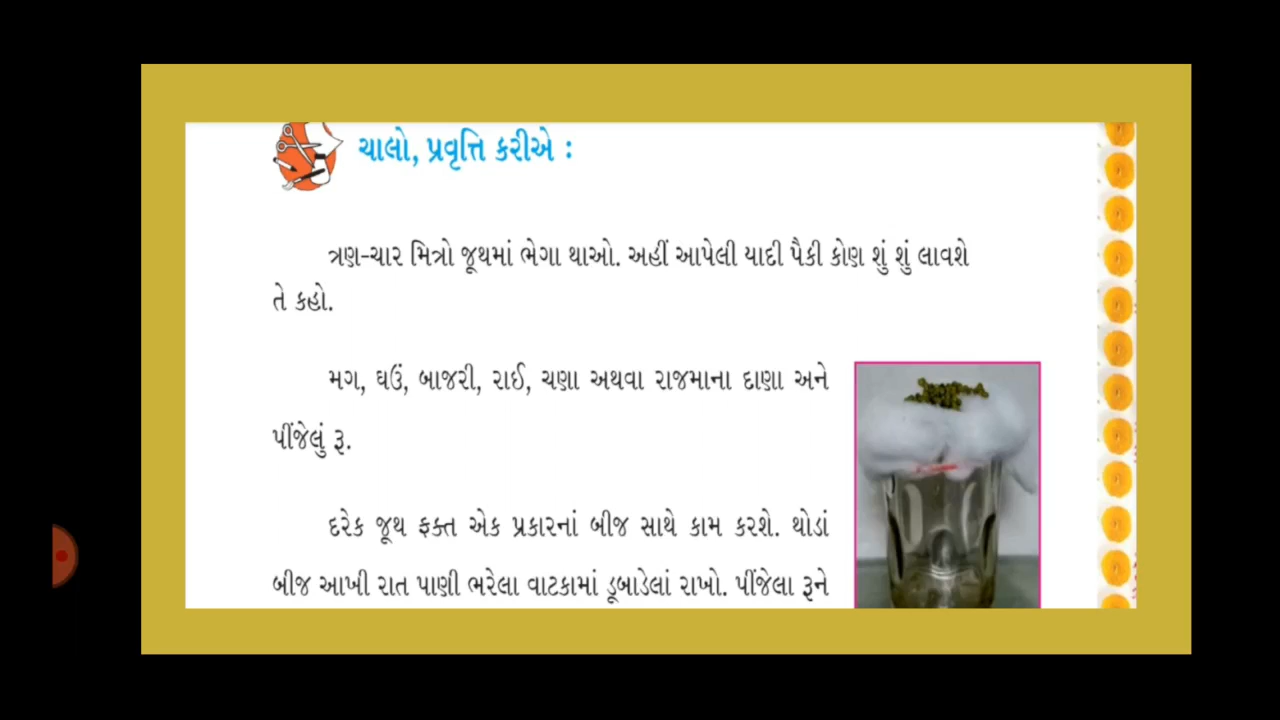 ચાલો, પ્રવૃત્તિ કરીએ :
ત્રણ-ચાર મિત્રો જૂથમાં ભેગા થાઓ. અહીં આપેલી યાદી પૈકી કોણ શું શું લાવશે
તે કહો.
મગ, ઘઉં, બાજરી, રાઈ, ચણા અથવા રાજમાના દાણા અને
પીંજેલું રૂ.
દરેક જૂથ ફક્ત એક પ્રકારનાં બીજ સાથે કામ કરશે. થોડાં
બીજ આખી રાત પાણી ભરેલા વાટકામાં ડૂબાડેલાં રાખો. પીંજેલા રૂને